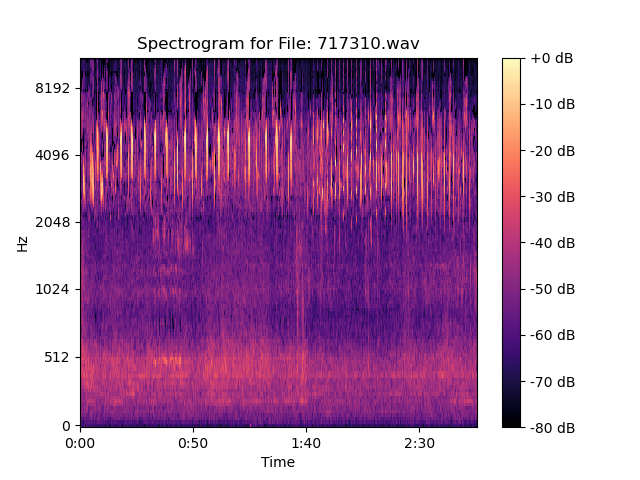 Spectrogram for File: 717310.wav
8192
4096
2048
1024
512
0
Hz
0:00
0:50
1:40
2:30
Time
+0 dB
-10 dB
-20 dB
-30 dB
-40 dB
-50 dB
-60 dB
-70 dB
-80 dB